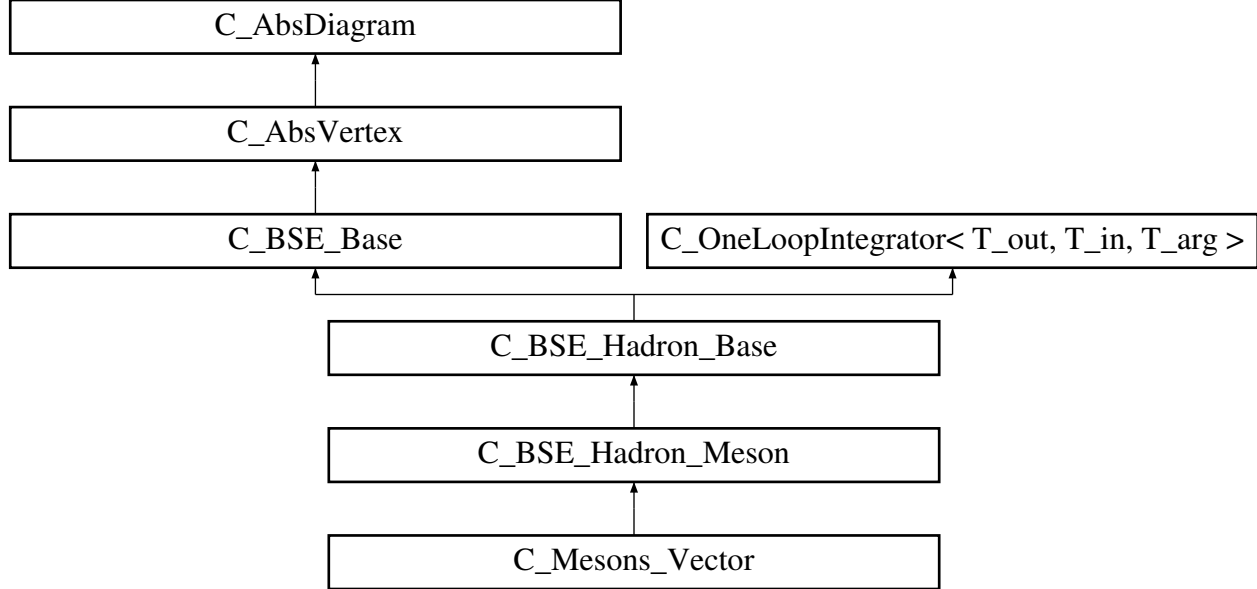 C_AbsDiagram
C_AbsVertex
C_BSE_Base
C_OneLoopIntegrator< T_out, T_in, T_arg >
C_BSE_Hadron_Base
C_BSE_Hadron_Meson
C_Mesons_Vector